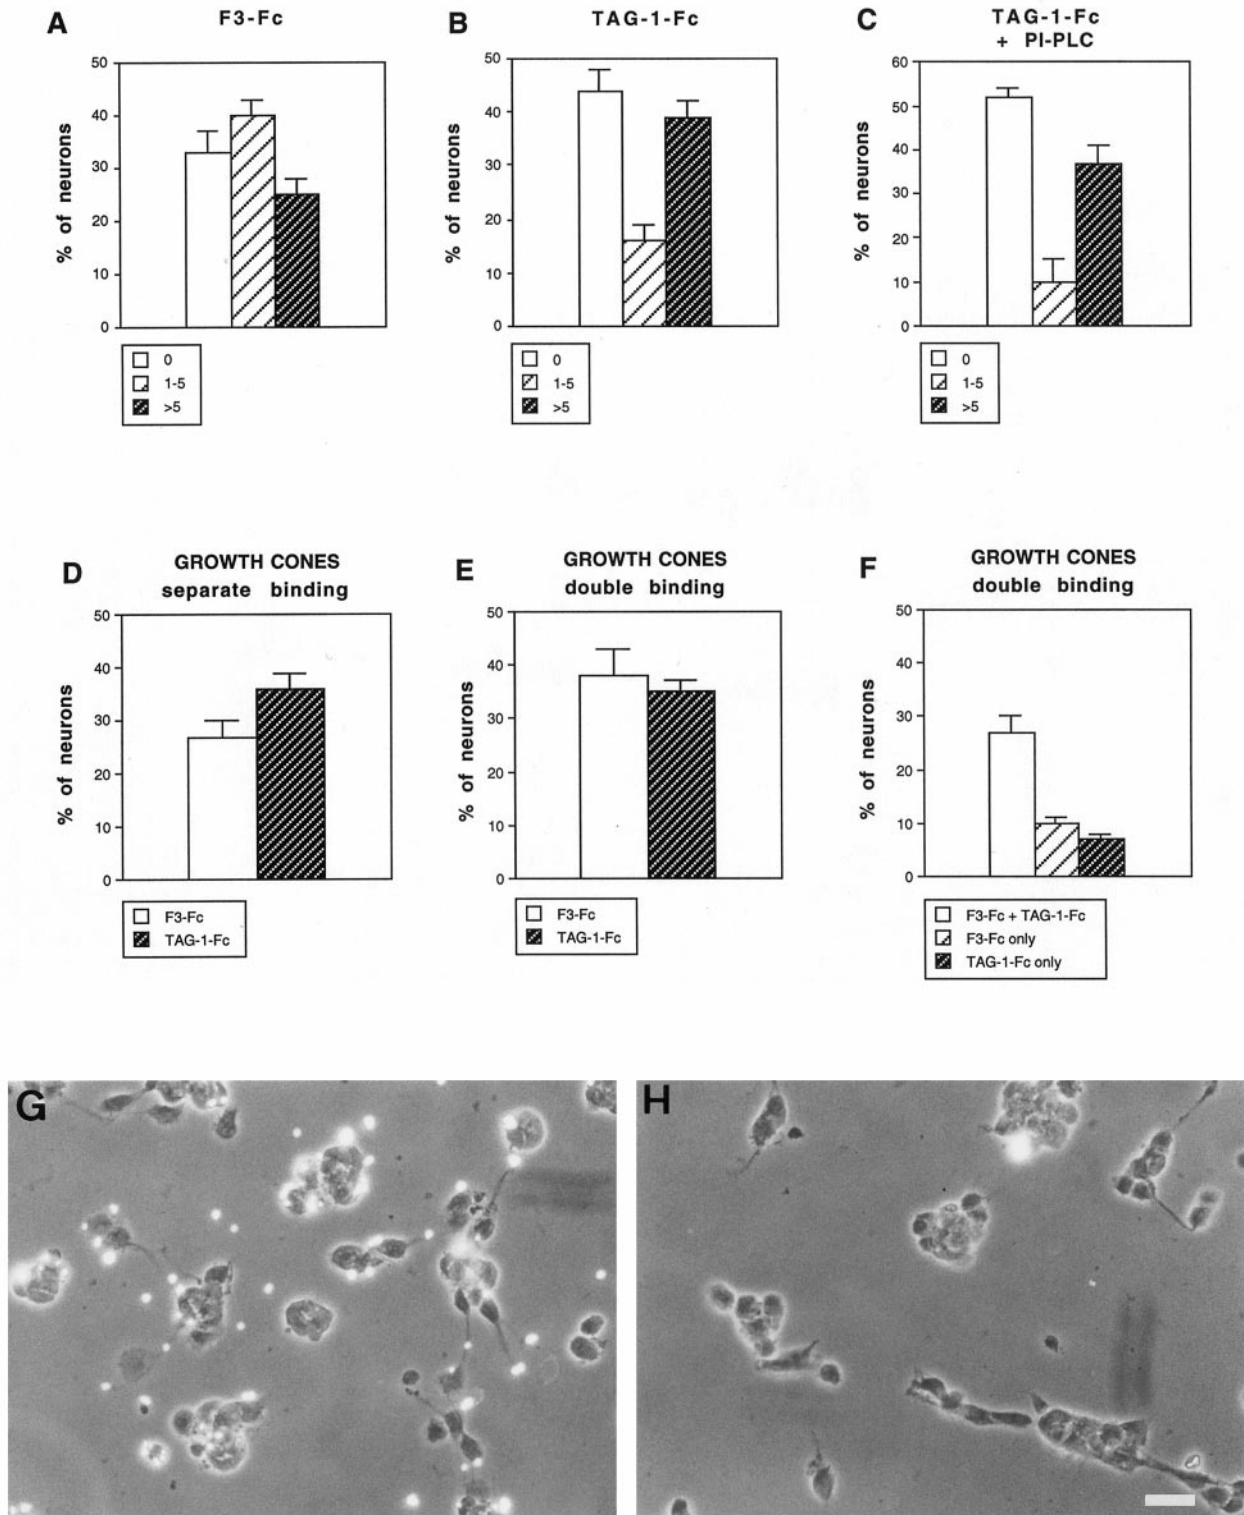 A
F3-Fc
% of neurons
50
40
30
20
10
0
0
1-5
>5
B
TAG-1-Fc
% of neurons
50
40
30
20
10
0
0
1-5
>5
C
TAG-1-Fc
+ PI-PLC
% of neurons
60
50
40
30
20
10
0
0
1-5
>5
D
GROWTH CONES
separate binding
% of neurons
50
40
30
20
10
0
F3-Fc
TAG-1-Fc
E
GROWTH CONES
double binding
% of neurons
50
40
30
20
10
0
F3-Fc
TAG-1-Fc
F
GROWTH CONES
double binding
% of neurons
50
40
30
20
10
0
F3-Fc + TAG-1-Fc
F3-Fc only
TAG-1-Fc only
G
H